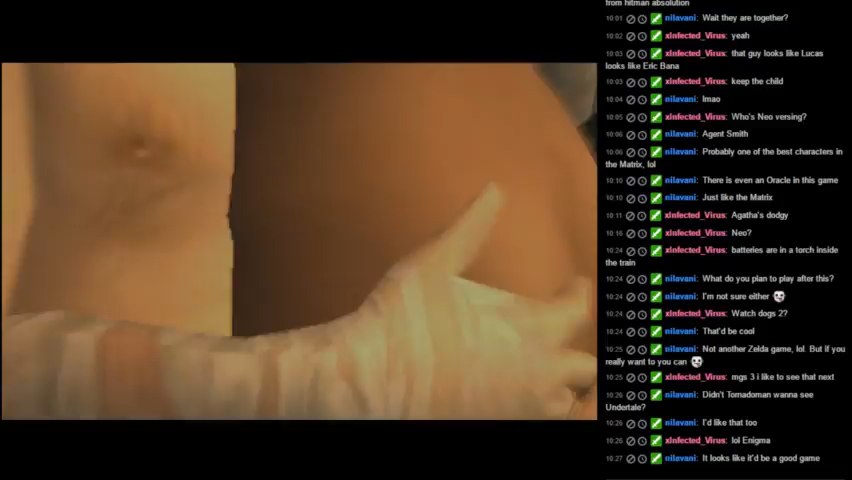 from hitman absolution
10:01 nilavani: Wait they are together?
10:02 xInfected_Virus: yeah
10:03 xInfected_Virus: that guy looks like Lucas
looks like Eric Bana
10:03 xInfected_Virus: keep the child
10:04 nilavani: lmao
10:05 xInfected_Virus: Who's Neo versing?
10:06 nilavani: Agent Smith
10:06 nilavani: Probably one of the best characters in
the Matrix, lol
10:10 nilavani: There is even an Oracle in this game
10:10 nilavani: Just like the Matrix
10:11 xInfected_Virus: Agatha's dodgy
10:16 xInfected_Virus: Neo?
10:24 xInfected_Virus: batteries are in a torch inside
the train
10:24 nilavani: What do you plan to play after this?
10:24 nilavani: I'm not sure either
10:24 xInfected_Virus: Watch dogs 2?
10:24 nilavani: That'd be cool
10:25 nilavani: Not another Zelda game, lol. But if you
really want to you can
10:25 xInfected_Virus: mgs 3 i like to see that next
10:26 nilavani: Didn't Tornadoman wanna see
Undertale?
10:26 nilavani: I'd like that too
10:26 xInfected_Virus: lol Enigma
10:27 nilavani: It looks like it'd be a good game